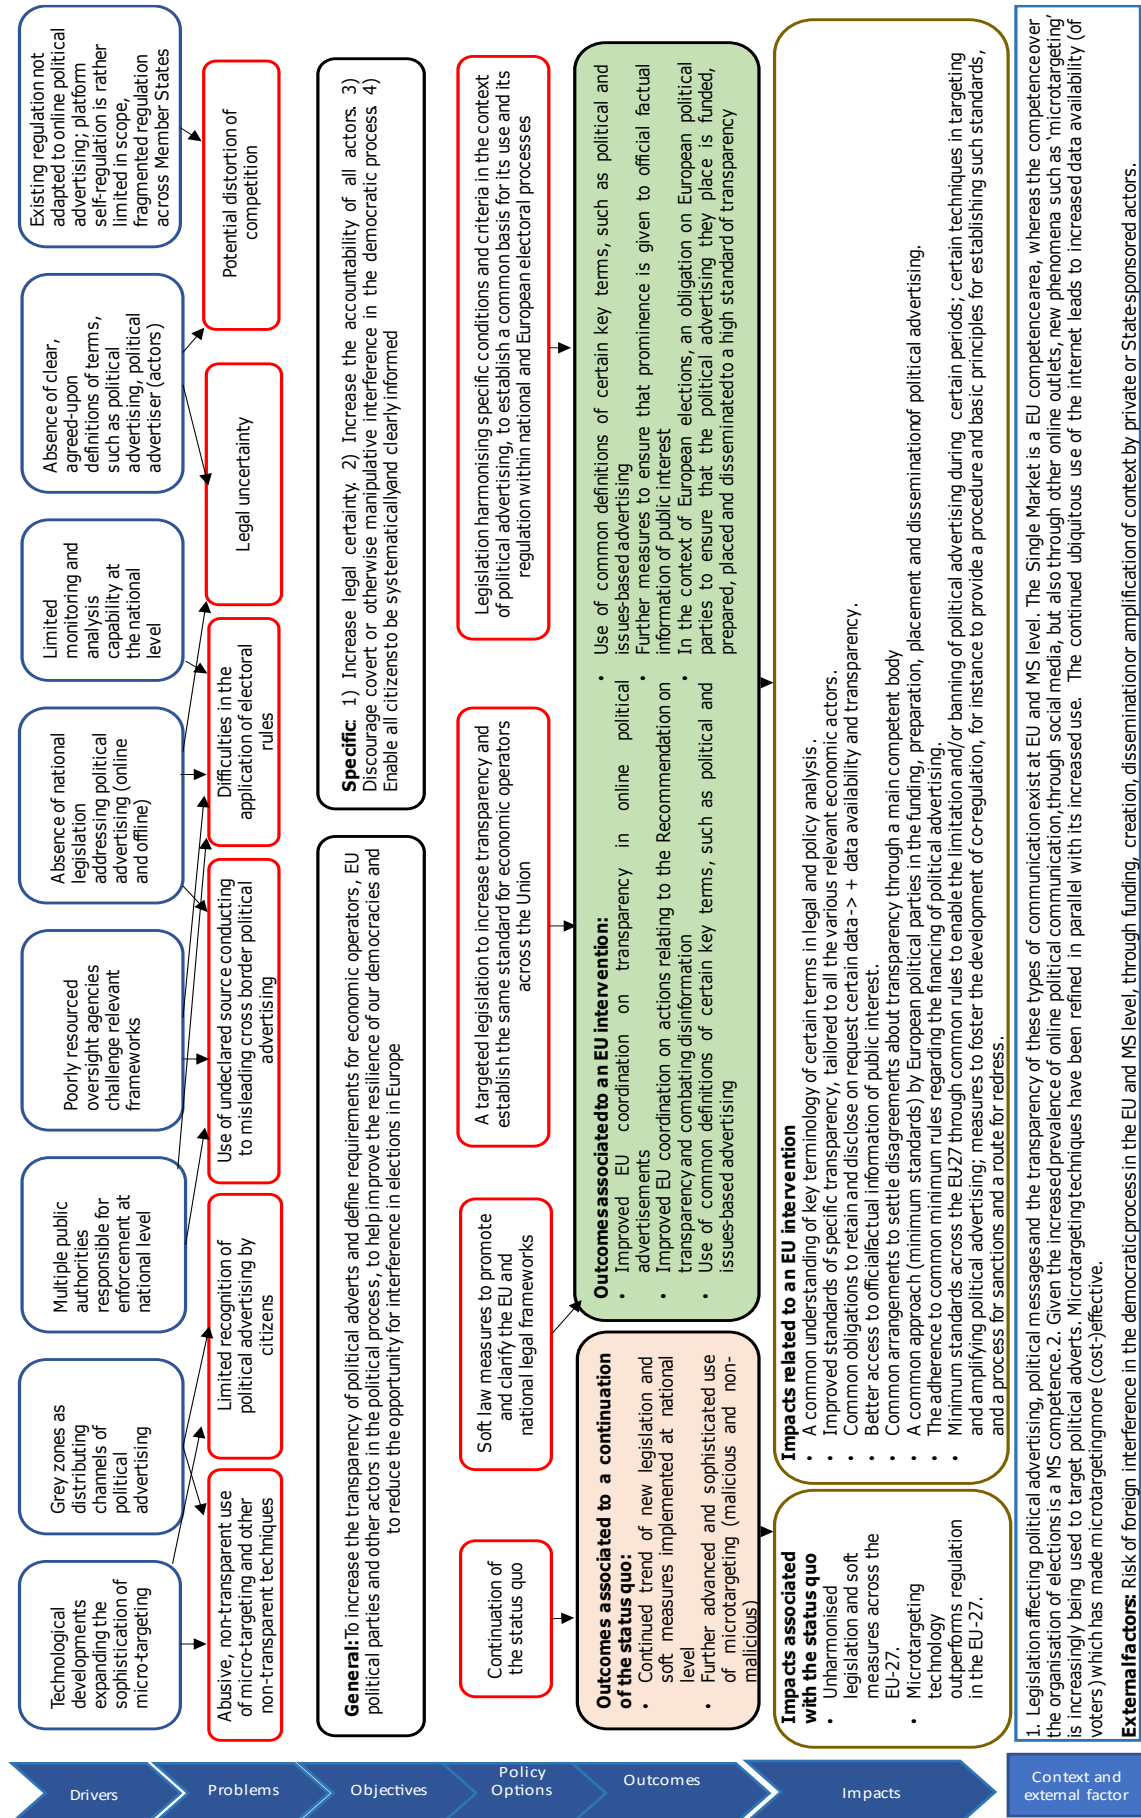 Technological
developments
expanding the
sophistication of
micro-targeting
Grey zones as
distributing
channels of
political
advertising
Multiple public
authorities
responsible for
enforcement at
national level
Poorly resourced
oversight agencies
challenge relevant
frameworks
Absence of national
legislation
addressing political
advertising (online
and offline)
Limited
monitoring and
analysis
capability at
the national
level
Absence of clear,
agreed-upon
definitions of terms,
such as political
advertising, political
advertiser (actors)
Existing regulation not
adapted to online political
advertising; platform
self-regulation is rather
limited in scope,
fragmented regulation
across Member States
Abusive, non-transparent use
of micro-targeting and other
non-transparent techniques
Limited recognition of
political advertising by
citizens
Use of undeclared source conducting
to misleading cross border political
advertising
Difficulties in the
application of electoral
rules
Legal uncertainty
Potential distortion of
competition
General: To increase the transparency of political adverts and define requirements for economic operators, EU
political parties and other actors in the political process, to help improve the resilience of our democracies and
to reduce the opportunity for interference in elections in Europe
Specific: 1) Increase legal certainty. 2) Increase the accountability of all actors. 3)
Discourage covert or otherwise manipulative interference in the democratic process. 4)
Enable all citizens to be systematically and clearly informed
Continuation of
the status quo
Soft law measures to promote
and clarify the EU and
national legal frameworks
A targeted legislation to increase transparency and
establish the same standard for economic operators
across the Union
Legislation harmonising specific conditions and criteria in the context
of political advertising, to establish a common basis for its use and its
regulation within national and European electoral processes
Outcomes associated to a continuation
of the status quo:
• Continued trend of new legislation and
soft measures implemented at national
level
• Further advanced and sophisticated use
of microtargeting (malicious and non-
malicious)
Outcomes associated to an EU intervention:
• Improved EU coordination on transparency in online political
advertisements
• Improved EU coordination on actions relating to the Recommendation on
transparency and combating disinformation
• Use of common definitions of certain key terms, such as political and
issues-based advertising
• Use of common definitions of certain key terms, such as political and
issues-based advertising
• Further measures to ensure that prominence is given to official factual
information of public interest
• In the context of European elections, an obligation on European political
parties to ensure that the political advertising they place is funded,
prepared, placed and disseminated to a high standard of transparency
Impacts associated
with the status quo
• Unharmonised
legislation and soft
measures across the
EU-27.
• Microtargeting
technology
outperforms regulation
in the EU-27.
Impacts related to an EU intervention
• A common understanding of key terminology of certain terms in legal and policy analysis.
• Improved standards of specific transparency, tailored to all the various relevant economic actors.
• Common obligations to retain and disclose on request certain data -> + data availability and transparency.
• Better access to official factual information of public interest.
• Common arrangements to settle disagreements about transparency through a main competent body
• A common approach (minimum standards) by European political parties in the funding, preparation, placement and dissemination of political advertising.
• The adherence to common minimum rules regarding the financing of political advertising.
• Minimum standards across the EU-27 through common rules to enable the limitation and/or banning of political advertising during certain periods; certain techniques in targeting
and amplifying political advertising; measures to foster the development of co-regulation, for instance to provide a procedure and basic principles for establishing such standards,
and a process for sanctions and a route for redress.
1. Legislation affecting political advertising, political messages and the transparency of these types of communication exist at EU and MS level. The Single Market is a EU competence area, whereas the competence over
the organisation of elections is a MS competence. 2. Given the increased prevalence of online political communication, through social media, but also through other online outlets, new phenomena such as ‘microtargeting’
is increasingly being used to target political adverts. Microtargeting techniques have been refined in parallel with its increased use. The continued ubiquitous use of the internet leads to increased data availability (of
voters) which has made microtargeting more (cost-)effective.
External factors: Risk of foreign interference in the democratic process in the EU and MS level, through funding, creation, dissemination or amplification of context by private or State-sponsored actors.
Drivers
Problems
Objectives
Policy
Options
Outcomes
Impacts
Context and
external factor